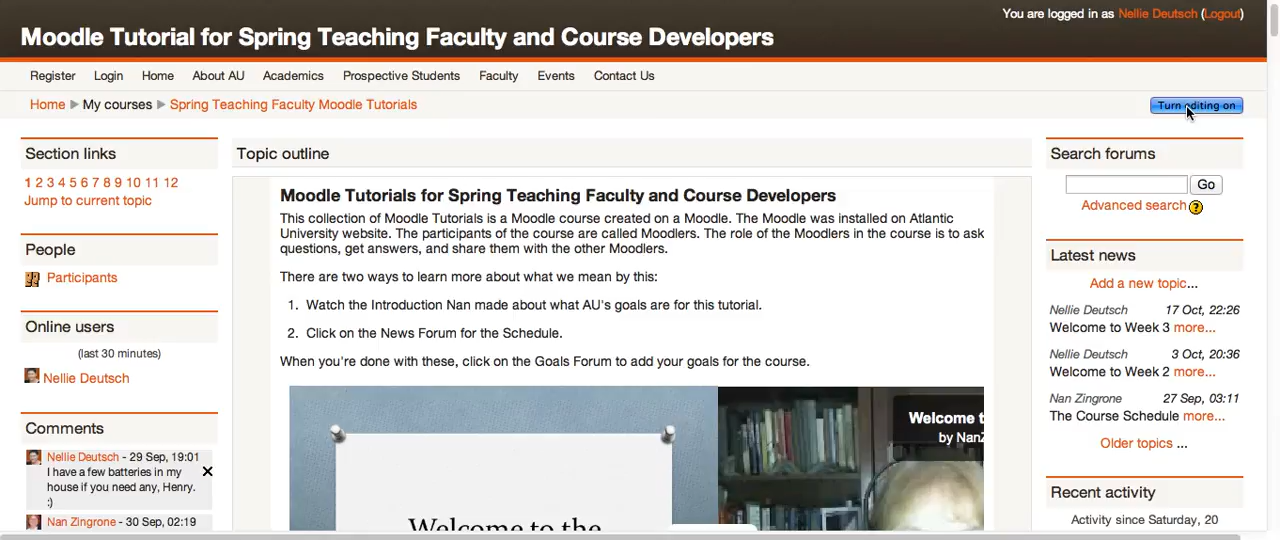 You are logged in as Nellie Deutsch (Logout)
Moodle Tutorial for Spring Teaching Faculty and Course Developers
Register Login Home About AU Academics Prospective Students Faculty Events Contact Us
Home ▶ My courses ▶ Spring Teaching Faculty Moodle Tutorials
Turn editing on
Section links
1 2 3 4 5 6 7 8 9 10 11 12
Jump to current topic
People
Participants
Online users
(last 30 minutes)
Nellie Deutsch
Comments
Nellie Deutsch - 29 Sep, 19:01
I have a few batteries in my
house if you need any, Henry.
:)
Nan Zingrone - 30 Sep, 02:19
Topic outline
Moodle Tutorials for Spring Teaching Faculty and Course Developers
This collection of Moodle Tutorials is a Moodle course created on a Moodle. The Moodle was installed on Atlantic
University website. The participants of the course are called Moodlers. The role of the Moodlers in the course is to ask
questions, get answers, and share them with the other Moodlers.
There are two ways to learn more about what we mean by this:
1. Watch the Introduction Nan made about what AU's goals are for this tutorial.
2. Click on the News Forum for the Schedule.
When you're done with these, click on the Goals Forum to add your goals for the course.
Welcome to the
Welcome t
by NanZ
Search forums
Go
Advanced search ?
Latest news
Add a new topic...
Nellie Deutsch 17 Oct, 22:26
Welcome to Week 3 more...
Nellie Deutsch 3 Oct, 20:36
Welcome to Week 2 more...
Nan Zingrone 27 Sep, 03:11
The Course Schedule more...
Older topics ...
Recent activity
Activity since Saturday, 20